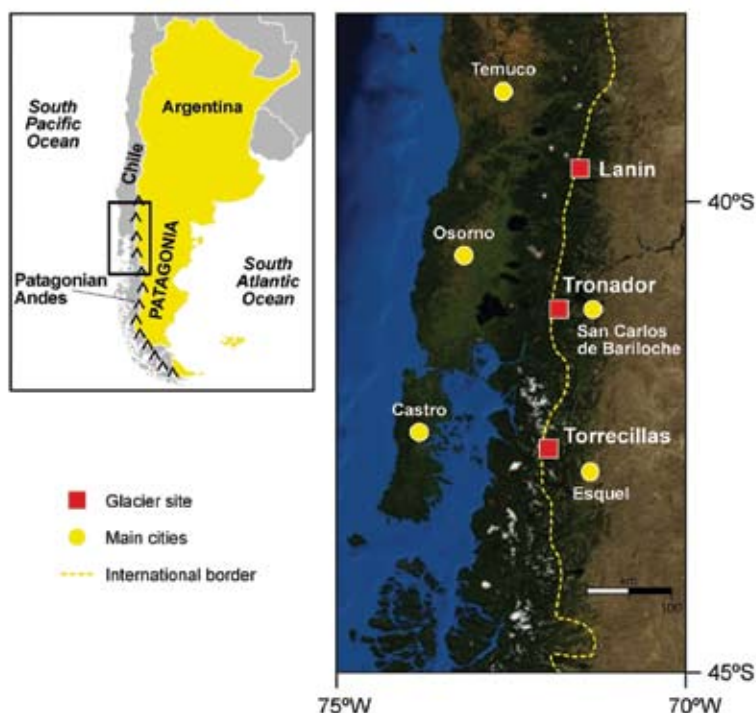 South
Pacific
Ocean
Argentina
Chile
PATAGONIA
Patagonian
Andes
South
Atlantic
Ocean
Glacier site
Main cities
International border
Temuco
Lanin
40ºS
Osorno
Tronador
San Carlos
de Bariloche
Castro
Torrecillas
Esquel
km
100
45ºS
75ºW
70ºW